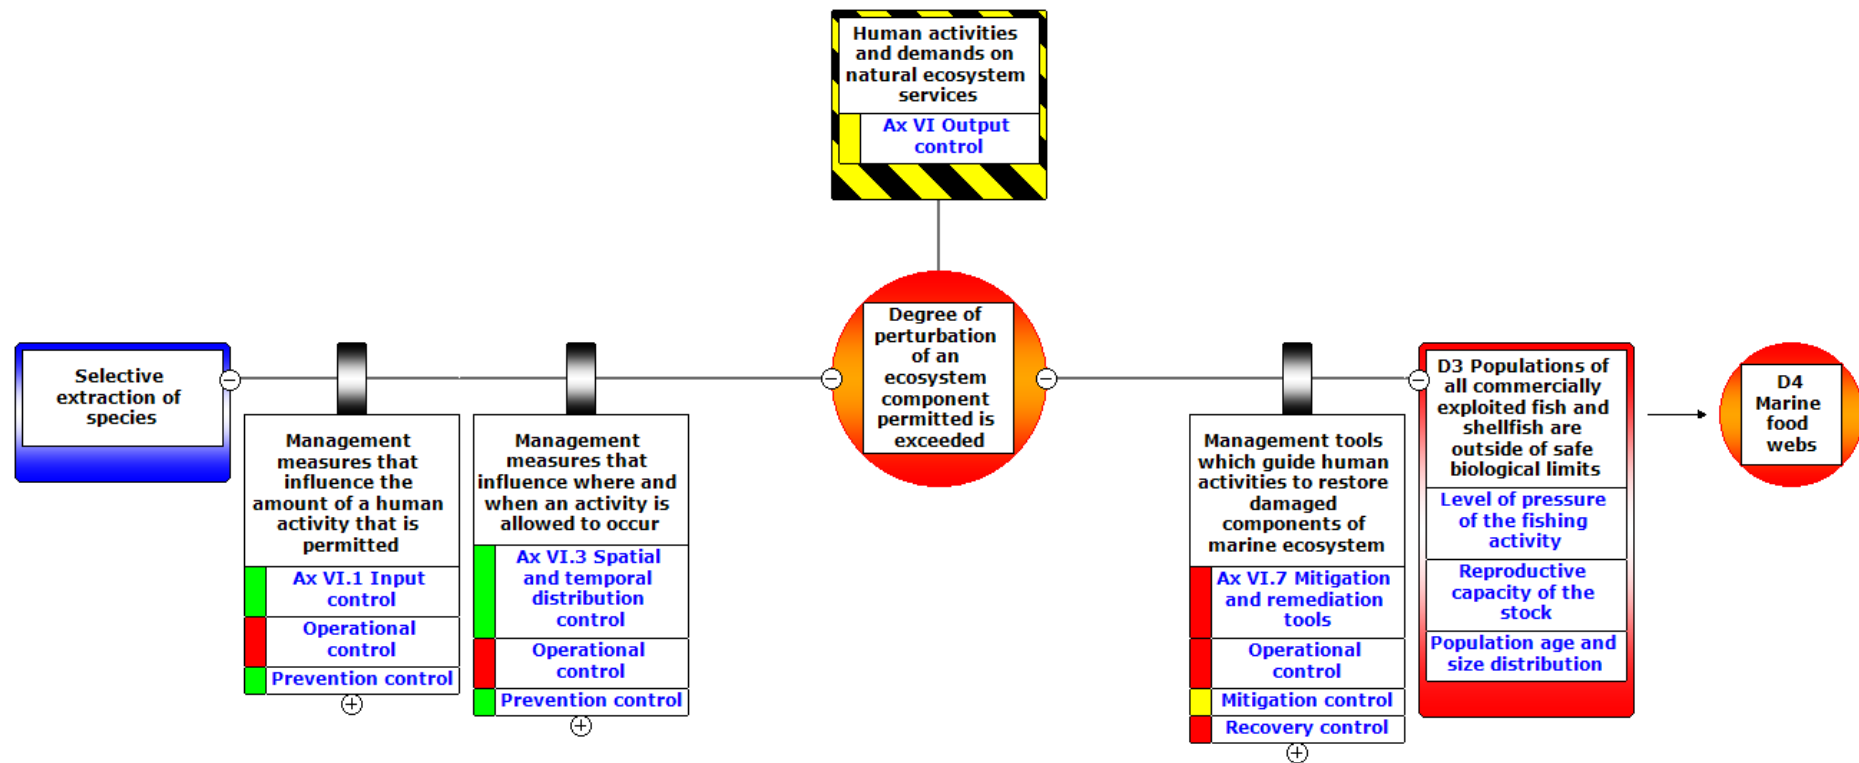 Human activities
and demands on
natural ecosystem
services
Ax VI Output
control
Selective
extraction of
species
Management
measures that
influence the
amount of a human
activity that is
permitted
Ax VI.1 Input
control
Operational
control
Prevention control
Management
measures that
influence where and
when an activity is
allowed to occur
Ax VI.3 Spatial
and temporal
distribution
control
Operational
control
Prevention control
Degree of
perturbation
of an
ecosystem
component
permitted is
exceeded
Management tools
which guide human
activities to restore
damaged
components of
marine ecosystem
Ax VI.7 Mitigation
and remediation
tools
Operational
control
Mitigation control
Recovery control
D3 Populations of
all commercially
exploited fish and
shellfish are
outside of safe
biological limits
Level of pressure
of the fishing
activity
Reproductive
capacity of the
stock
Population age and
size distribution
D4
Marine
food
webs